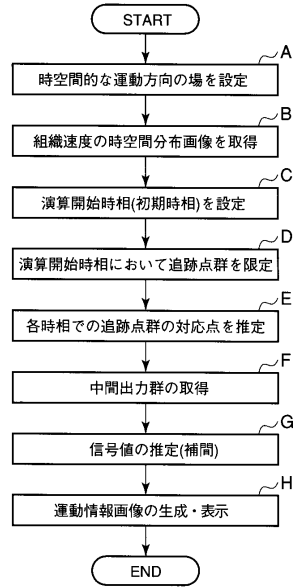 START
A
時空間的な運動方向の場を設定
B
組織速度の時空間分布画像を取得
C
演算開始時相(初期時相)を設定
D
演算開始時相において追跡点群を限定
E
各時相での追跡点群の対応点を推定
F
中間出力群の取得
G
信号値の推定(補間)
H
運動情報画像の生成・表示
END